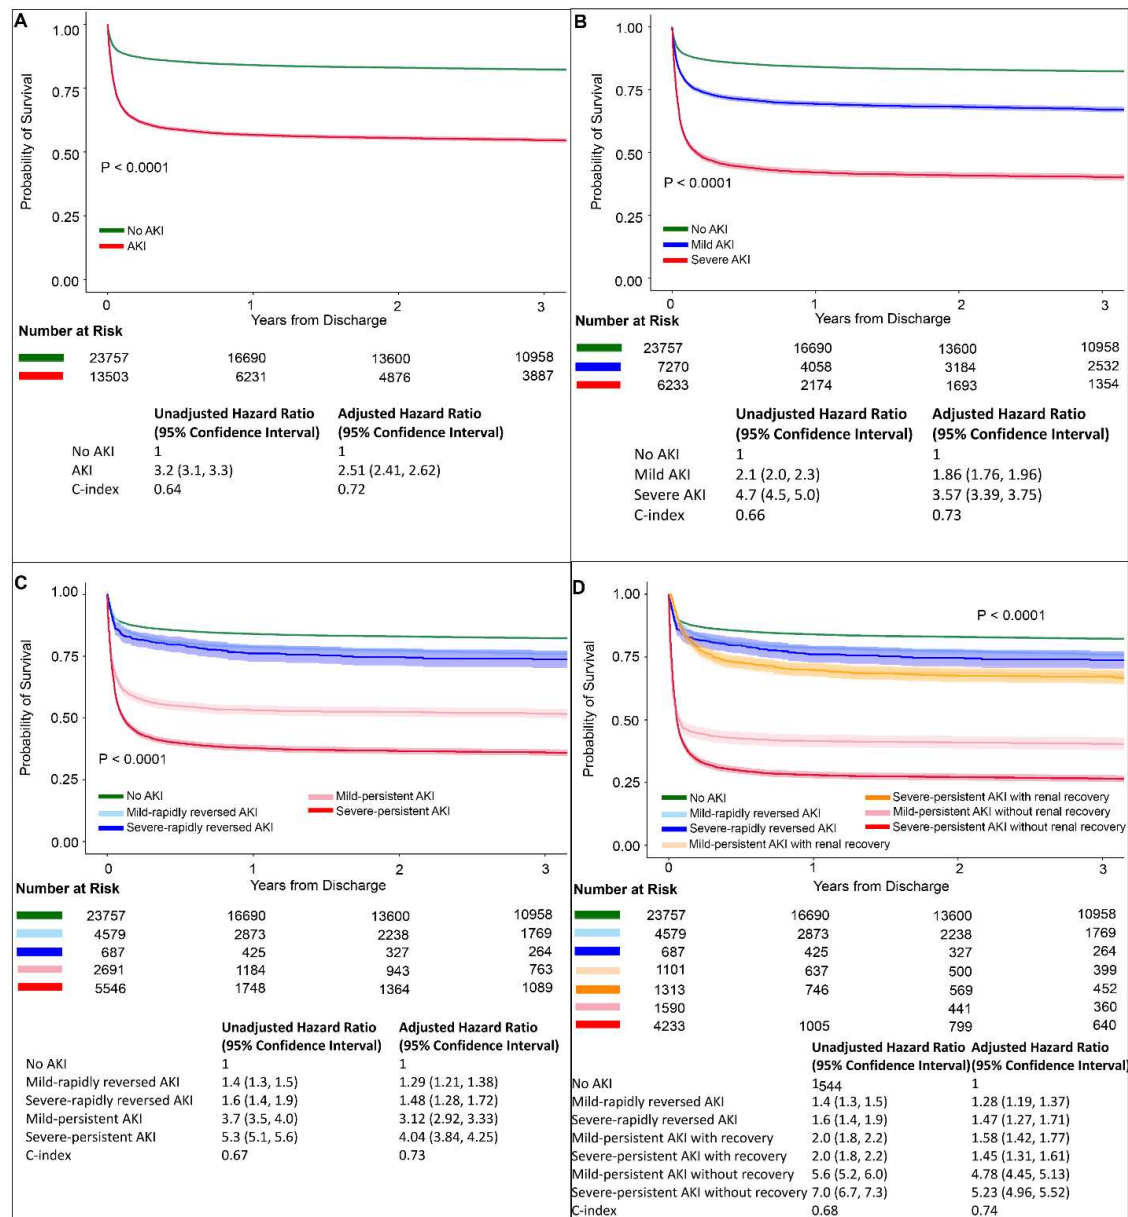 A
1.00
0.75
0.50
0.25
0.00
Probability of Survival
P < 0.0001
No AKI
AKI
0 1 2 3
Years from Discharge
Number at Risk
23757 16690 13600 10958
13503 6231 4876 3887
Unadjusted Hazard Ratio Adjusted Hazard Ratio
(95% Confidence Interval) (95% Confidence Interval)
No AKI 1 1
AKI 3.2 (3.1, 3.3) 2.51 (2.41, 2.62)
C-index 0.64 0.72
B
1.00
0.75
0.50
0.25
0.00
Probability of Survival
P < 0.0001
No AKI
Mild AKI
Severe AKI
0 1 2 3
Years from Discharge
Number at Risk
23757 16690 13600 10958
7270 4058 3184 2532
6233 2174 1693 1354
Unadjusted Hazard Ratio Adjusted Hazard Ratio
(95% Confidence Interval) (95% Confidence Interval)
No AKI 1 1
Mild AKI 2.1 (2.0, 2.3) 1.86 (1.76, 1.96)
Severe AKI 4.7 (4.5, 5.0) 3.57 (3.39, 3.75)
C-index 0.66 0.73
C
1.00
0.75
0.50
0.25
0.00
Probability of Survival
P < 0.0001
No AKI
Mild-rapidly reversed AKI
Severe-rapidly reversed AKI
Mild-persistent AKI
Severe-persistent AKI
0 1 2 3
Years from Discharge
Number at Risk
23757 16690 13600 10958
4579 2873 2238 1769
687 425 327 264
2691 1184 943 763
5546 1748 1364 1089
Unadjusted Hazard Ratio Adjusted Hazard Ratio
(95% Confidence Interval) (95% Confidence Interval)
No AKI 1 1
Mild-rapidly reversed AKI 1.4 (1.3, 1.5) 1.29 (1.21, 1.38)
Severe-rapidly reversed AKI 1.6 (1.4, 1.9) 1.48 (1.28, 1.72)
Mild-persistent AKI 3.7 (3.5, 4.0) 3.12 (2.92, 3.33)
Severe-persistent AKI 5.3 (5.1, 5.6) 4.04 (3.84, 4.25)
C-index 0.67 0.73
D
1.00
0.75
0.50
0.25
0.00
Probability of Survival
P < 0.0001
No AKI
Mild-rapidly reversed AKI
Severe-rapidly reversed AKI
Mild-persistent AKI with renal recovery
Severe-persistent AKI with renal recovery
Mild-persistent AKI without renal recovery
Severe-persistent AKI without renal recovery
0 1 2 3
Years from Discharge
Number at Risk
23757 16690 13600 10958
4579 2873 2238 1769
687 425 327 264
1101 637 500 399
1313 746 569 452
1590 441 360
4233 1005 799 640
Unadjusted Hazard Ratio Adjusted Hazard Ratio
(95% Confidence Interval) (95% Confidence Interval)
No AKI 1 544 1
Mild-rapidly reversed AKI 1.4 (1.3, 1.5) 1.28 (1.19, 1.37)
Severe-rapidly reversed AKI 1.6 (1.4, 1.9) 1.47 (1.27, 1.71)
Mild-persistent AKI with recovery 2.0 (1.8, 2.2) 1.58 (1.42, 1.77)
Severe-persistent AKI with recovery 2.0 (1.8, 2.2) 1.45 (1.31, 1.61)
Mild-persistent AKI without recovery 5.6 (5.2, 6.0) 4.78 (4.45, 5.13)
Severe-persistent AKI without recovery 7.0 (6.7, 7.3) 5.23 (4.96, 5.52)
C-index 0.68 0.74